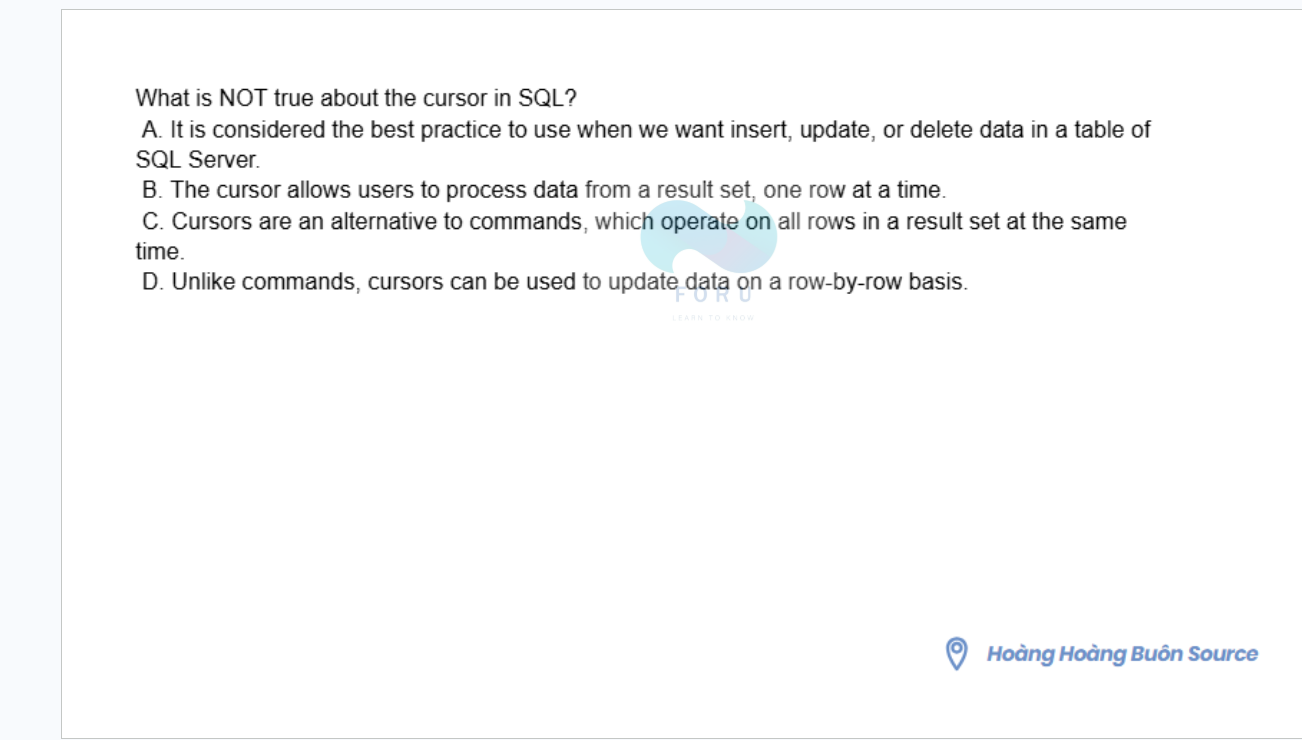 What is NOT true about the cursor in SQL?
A. It is considered the best practice to use when we want insert, update, or delete data in a table of
SQL Server.
B. The cursor allows users to process data from a result set, one row at a time.
C. Cursors are an alternative to commands, which operate on all rows in a result set at the same
time.
D. Unlike commands, cursors can be used to update data on a row-by-row basis.
FORU
LEARN TO KNOW
Hoàng Hoàng Buôn Source